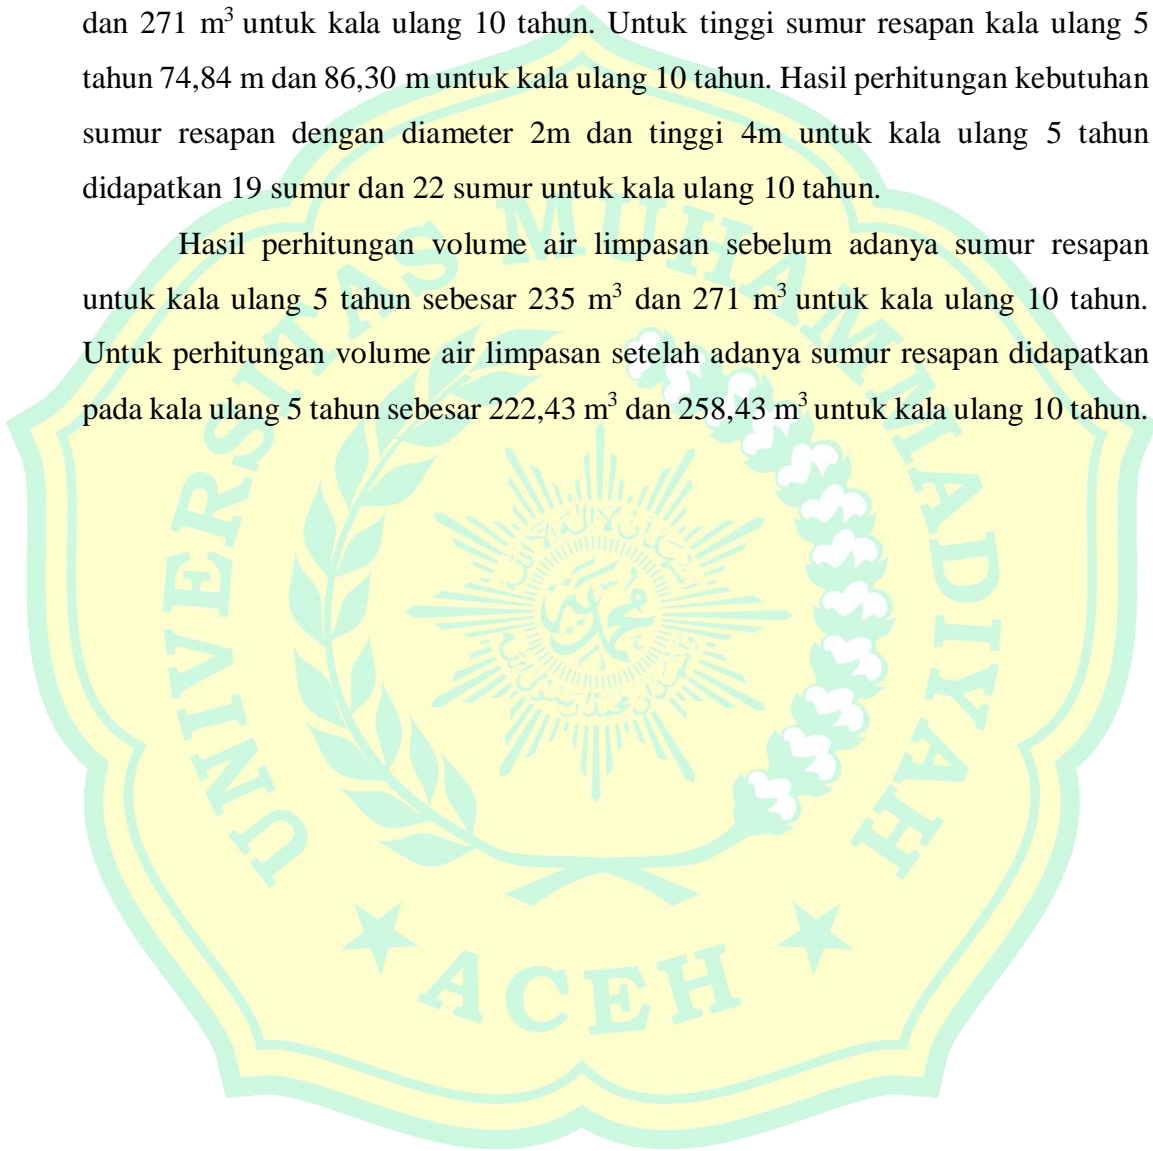 dan 271 m³ untuk kala ulang 10 tahun. Untuk tinggi sumur resapan kala ulang 5
tahun 74,84 m dan 86,30 m untuk kala ulang 10 tahun. Hasil perhitungan kebutuhan
sumur resapan dengan diameter 2m dan tinggi 4m untuk kala ulang 5 tahun
didapatkan 19 sumur dan 22 sumur untuk kala ulang 10 tahun.
Hasil perhitungan volume air limpasan sebelum adanya sumur resapan
untuk kala ulang 5 tahun sebesar 235 m³ dan 271 m³ untuk kala ulang 10 tahun.
Untuk perhitungan volume air limpasan setelah adanya sumur resapan didapatkan
pada kala ulang 5 tahun sebesar 222,43 m³ dan 258,43 m³ untuk kala ulang 10 tahun.
UNIVERSITAS MUHAMMADIYAH
ACEH